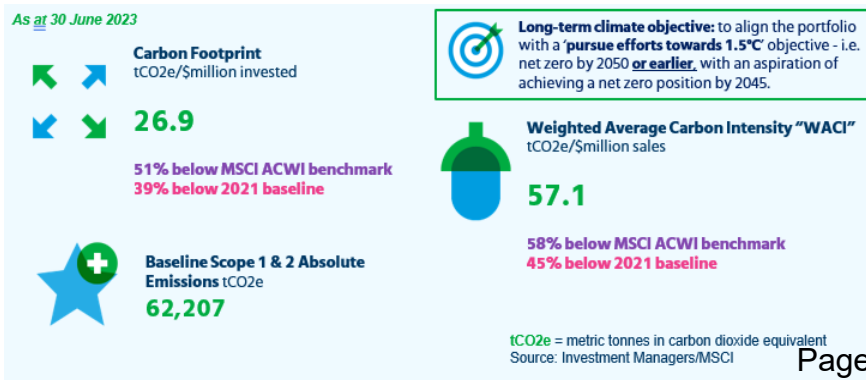 As at 30 June 2023
Carbon Footprint
tCO2e/$million invested
26.9
51% below MSCI ACWI benchmark
39% below 2021 baseline
Baseline Scope 1 & 2 Absolute
Emissions tCO2e
62,207
Long-term climate objective: to align the portfolio
with a ‘pursue efforts towards 1.5°C’ objective - i.e.
net zero by 2050 or earlier, with an aspiration of
achieving a net zero position by 2045.
Weighted Average Carbon Intensity “WACI”
tCO2e/$million sales
57.1
58% below MSCI ACWI benchmark
45% below 2021 baseline
tCO2e = metric tonnes in carbon dioxide equivalent
Source: Investment Managers/MSCI
Page